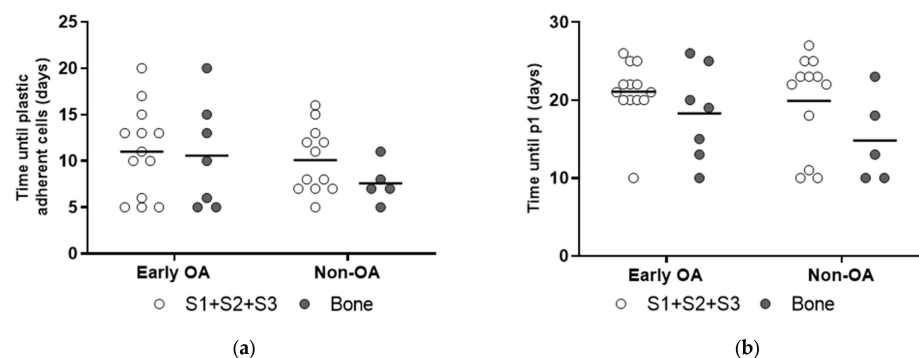 25
20
15
10
5
0
Time until plastic
adherent cells (days)
Early OA
Non-OA
S1+S2+S3
Bone
(a)
30
20
10
0
Time until p1 (days)
Early OA
Non-OA
S1+S2+S3
Bone
(b)